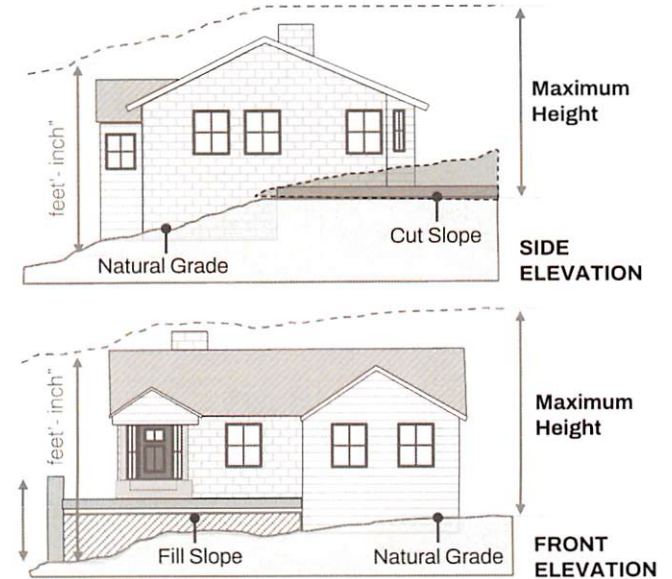 Maximum
Height
feet'- inch"
Cut Slope
Natural Grade
SIDE
ELEVATION
feet'- inch"
Maximum
Height
Fill Slope
Natural Grade
FRONT
ELEVATION